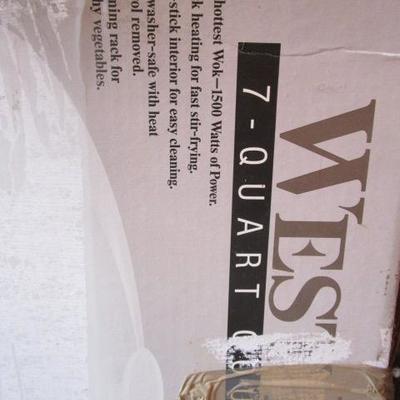 WEST
7-QUART
hottest Wok—1500 Watts of Power.
k heating for fast stir-frying.
-stick interior for easy cleaning.
washer-safe with heat
ol removed.
ming rack for
hy vegetables.